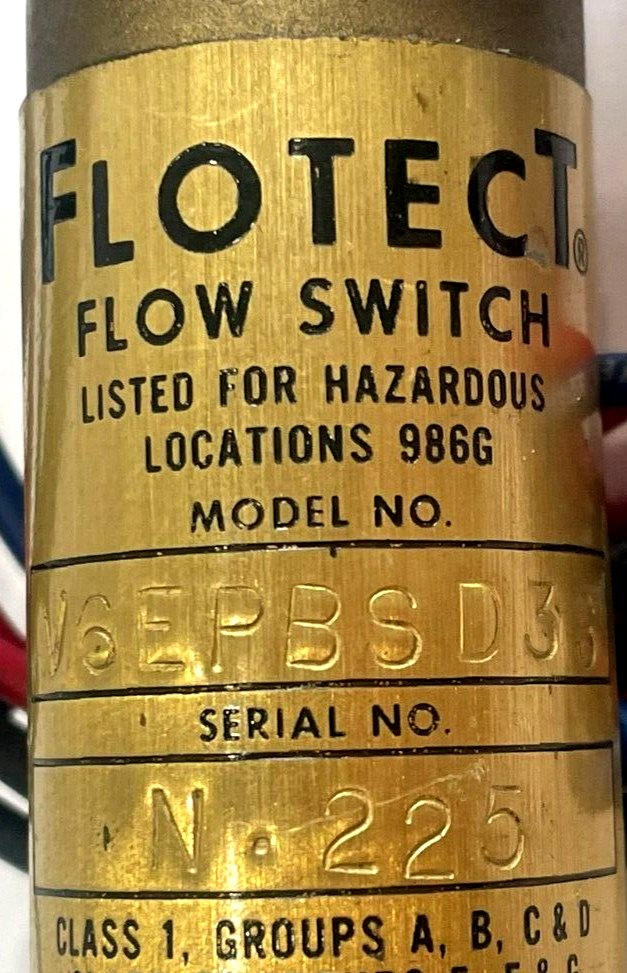 FLOTECT®
FLOW SWITCH
LISTED FOR HAZARDOUS
LOCATIONS 986G
MODEL NO.
V6EPBSD3
SERIAL NO.
N. 225
CLASS 1, GROUPS A, B, C & D